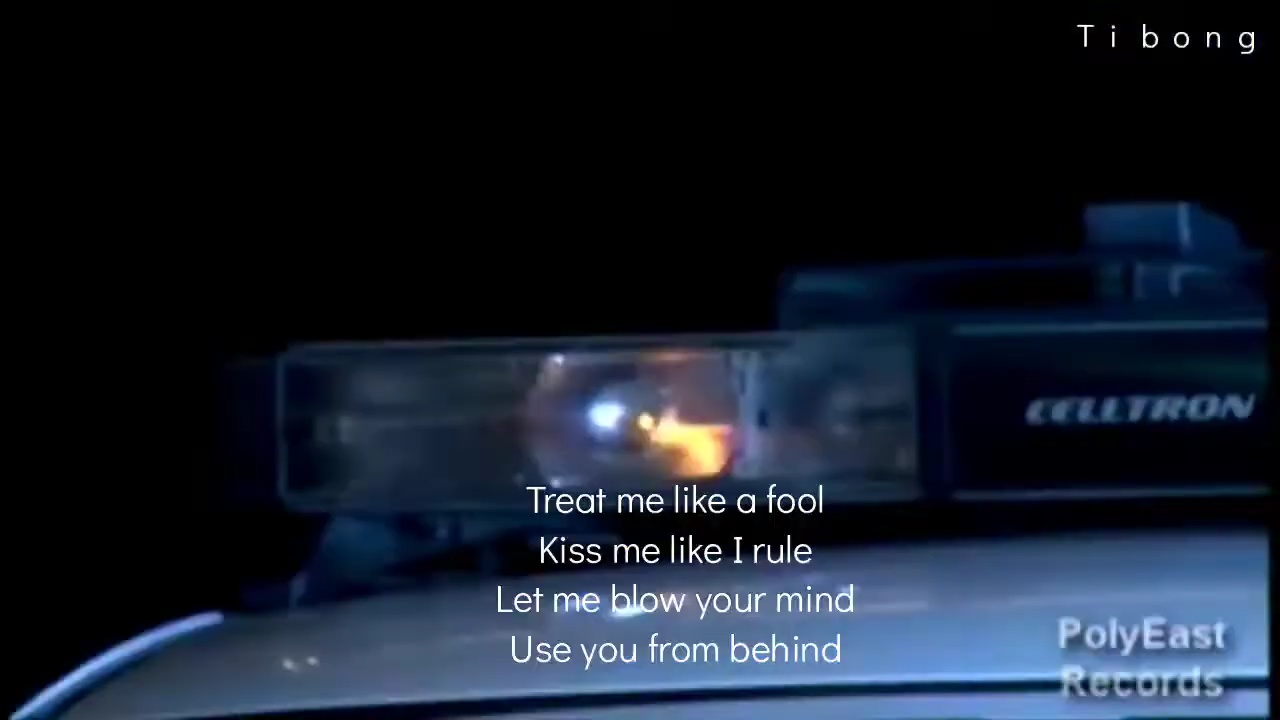 T i b o n g
CELLTRON
Treat me like a fool
Kiss me like I rule
Let me blow your mind
Use you from behind
PolyEast
Records